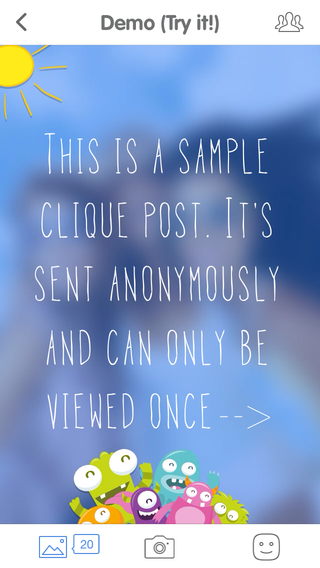 Demo (Try it!)
This is a sample
clique post. It's
sent anonymously
and can only be
viewed once-->
20